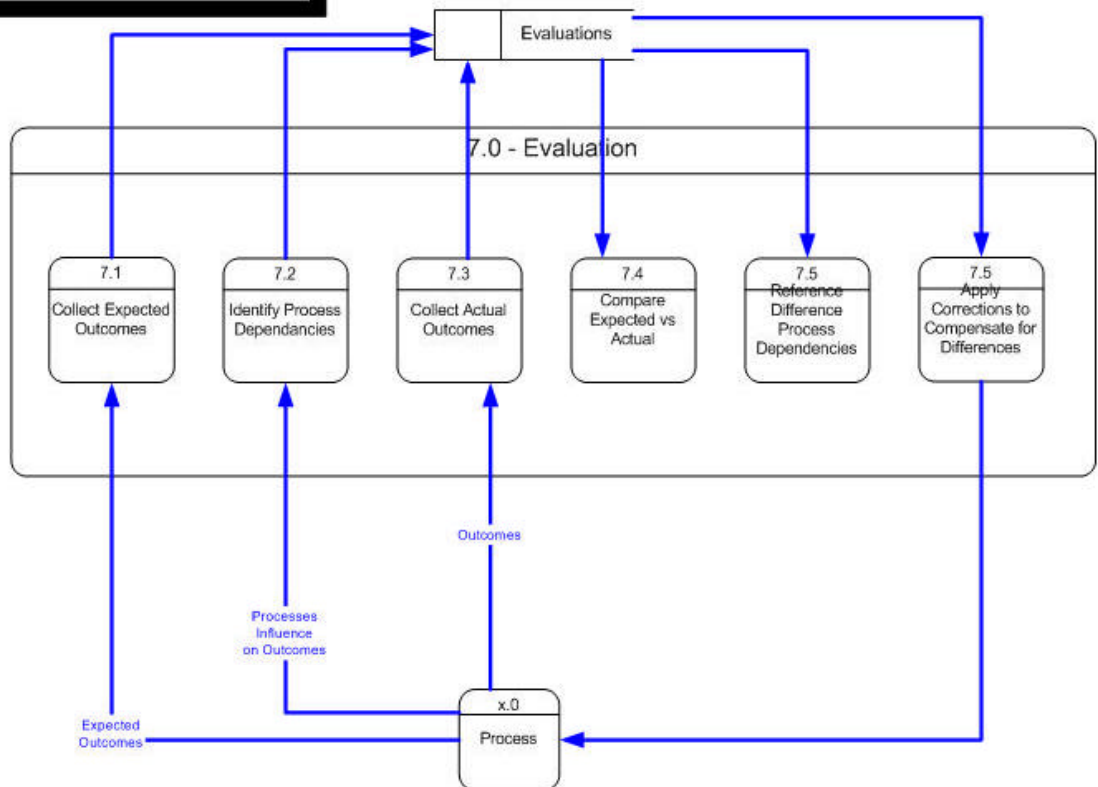 Evaluations
7.0 - Evaluation
7.1
Collect Expected
Outcomes
7.2
Identify Process
Dependancies
7.3
Collect Actual
Outcomes
7.4
Compare
Expected vs
Actual
7.5
Reference
Difference
Process
Dependencies
7.5
Apply
Corrections to
Compensate for
Differences
Outcomes
Processes
Influence
on Outcomes
Expected
Outcomes
x.0
Process